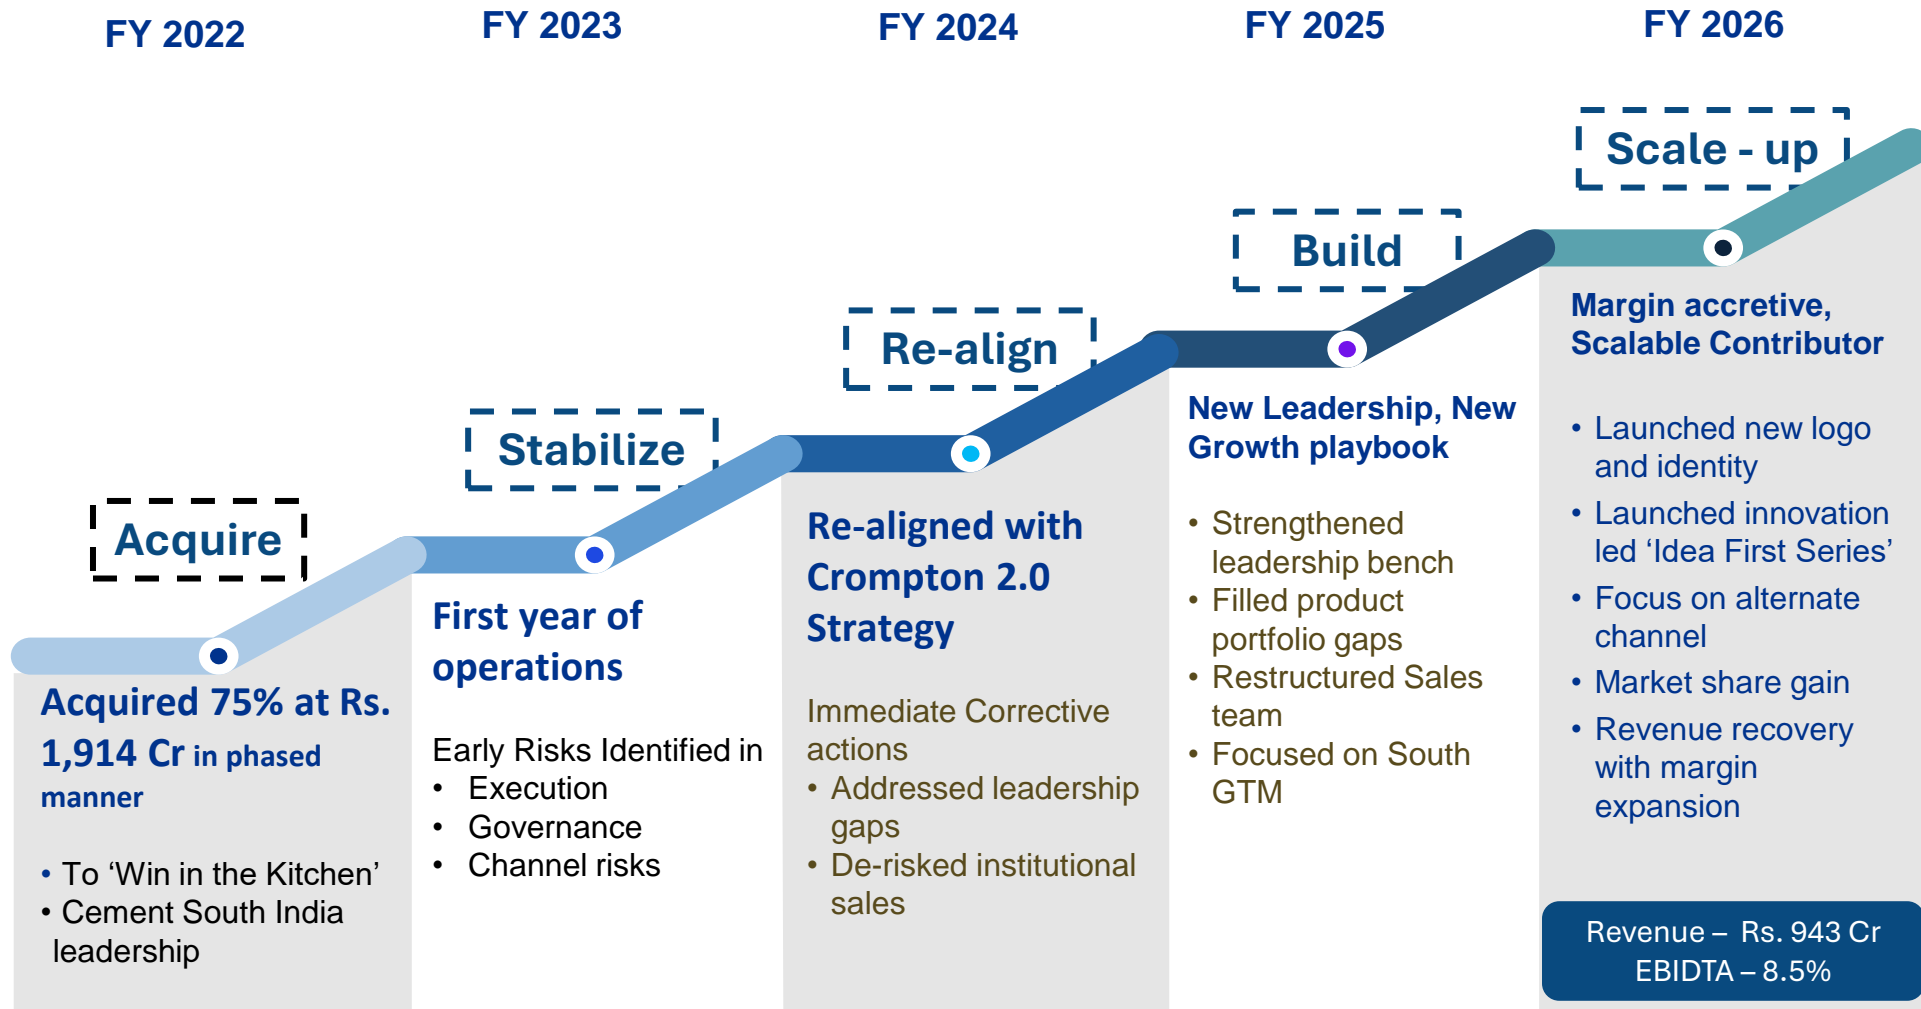 FY 2022
FY 2023
FY 2024
FY 2025
FY 2026
Acquire
Acquired 75% at Rs.
1,914 Cr in phased
manner
• To ‘Win in the Kitchen’
• Cement South India
leadership
Stabilize
First year of
operations
Early Risks Identified in
• Execution
• Governance
• Channel risks
Re-align
Re-aligned with
Crompton 2.0
Strategy
Immediate Corrective
actions
• Addressed leadership
gaps
• De-risked institutional
sales
Build
New Leadership, New
Growth playbook
• Strengthened
leadership bench
• Filled product
portfolio gaps
• Restructured Sales
team
• Focused on South
GTM
Scale - up
Margin accretive,
Scalable Contributor
• Launched new logo
and identity
• Launched innovation
led ‘Idea First Series’
• Focus on alternate
channel
• Market share gain
• Revenue recovery
with margin
expansion
Revenue – Rs. 943 Cr
EBIDTA – 8.5%